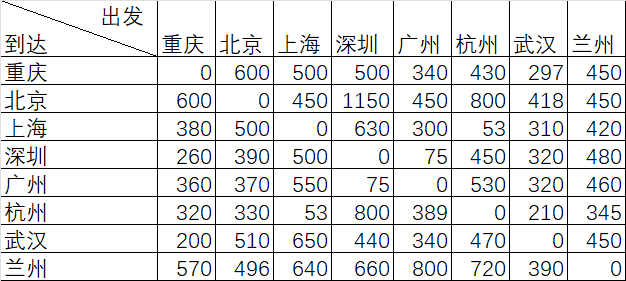 出发
到达 重庆 北京 上海 深圳 广州 杭州 武汉 兰州
重庆 0 600 500 500 340 430 297 450
北京 600 0 450 1150 450 800 418 450
上海 380 500 0 630 300 53 310 420
深圳 260 390 500 0 75 450 320 480
广州 360 370 550 75 0 530 320 460
杭州 320 330 53 800 389 0 210 345
武汉 200 510 650 440 340 470 0 450
兰州 570 496 640 660 800 720 390 0